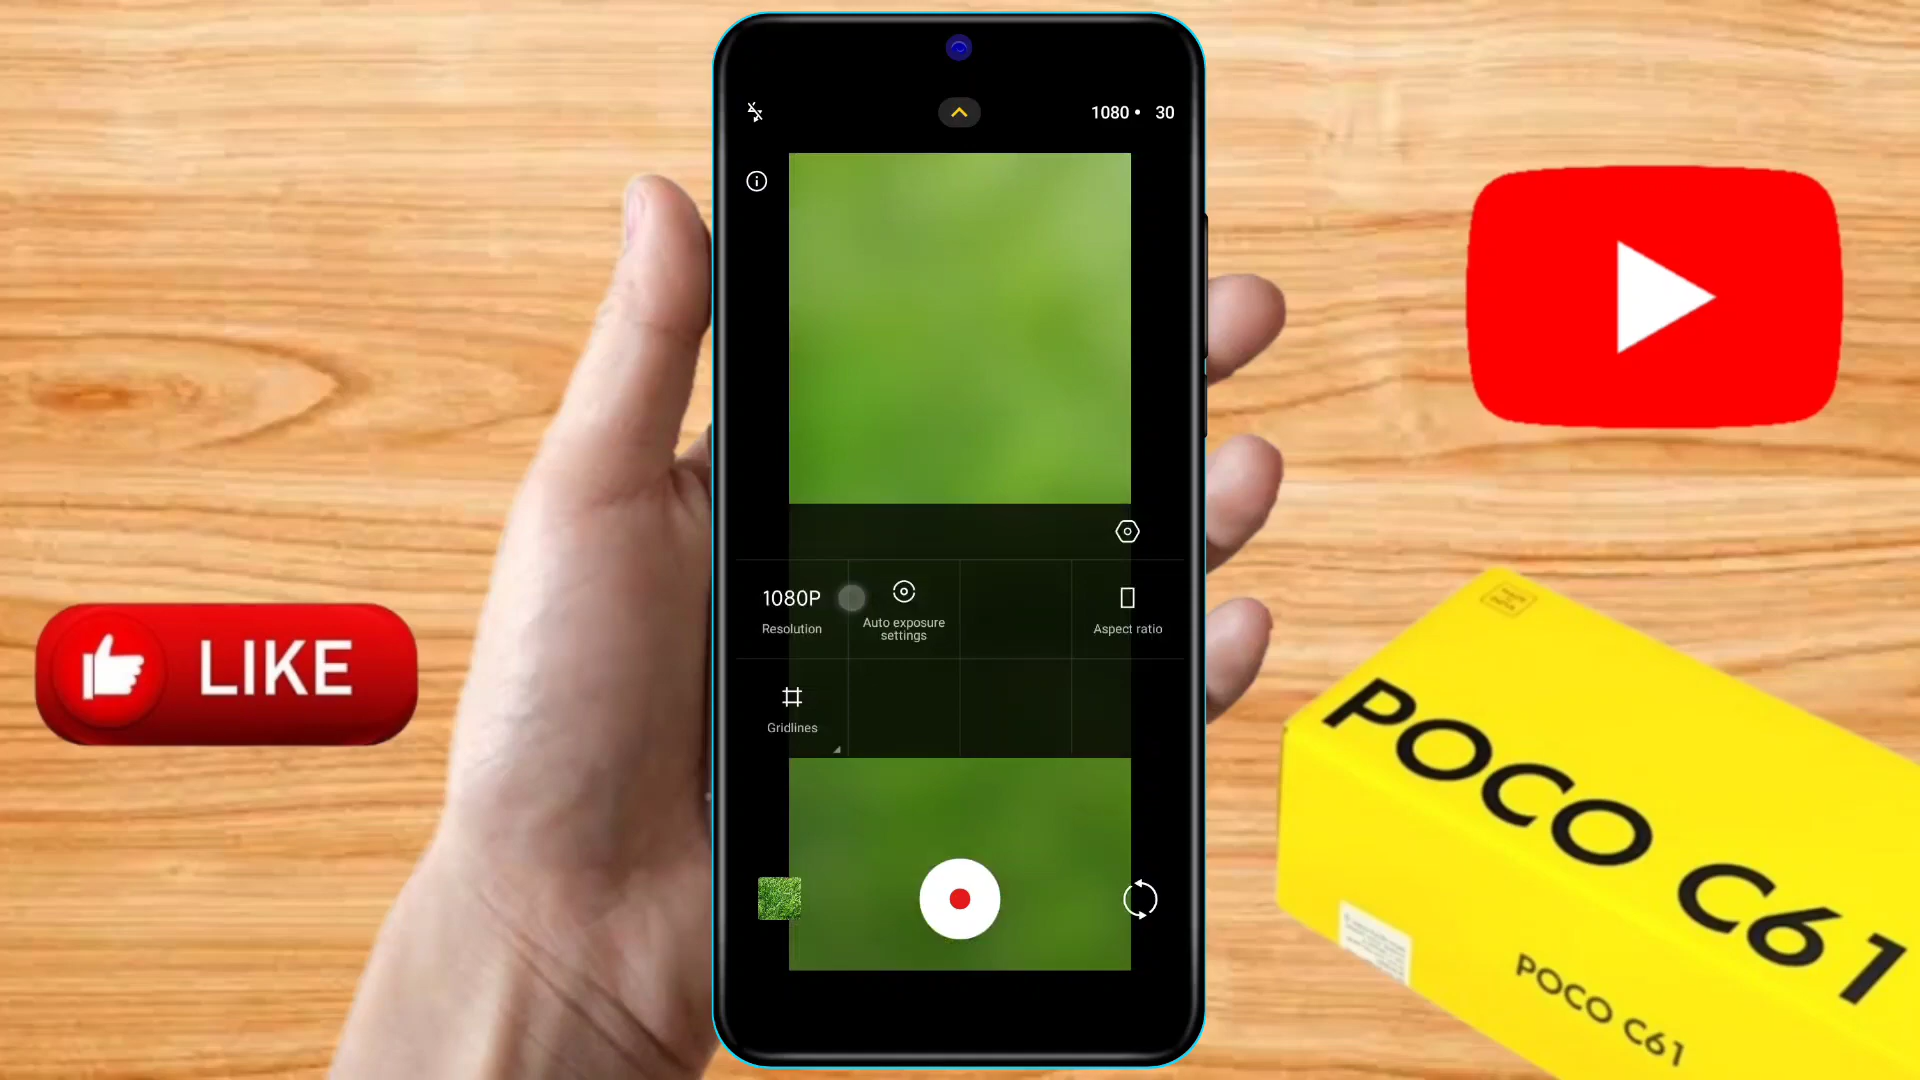 1080 • 30
1080P
Resolution
Auto exposure
settings
Aspect ratio
Gridlines
LIKE
POCO C61
POCO C61